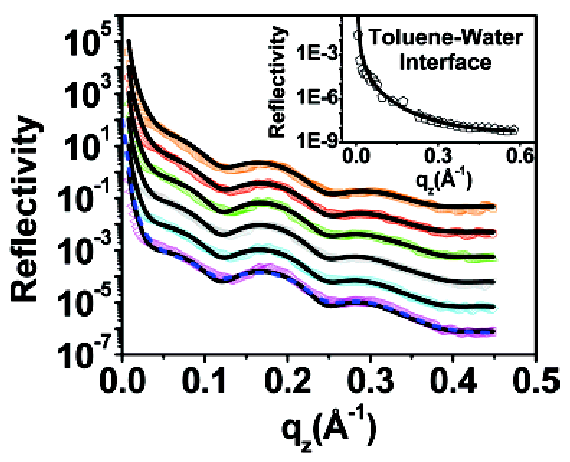 10^5
10^3
10^1
10^-1
10^-3
10^-5
10^-7
Reflectivity
0.0 0.1 0.2 0.3 0.4 0.5
q_z(Å^-1)
Toluene-Water
Interface
1E-3
1E-6
1E-9
Reflectivity
0.0 0.3 0.6
q_z(Å^-1)